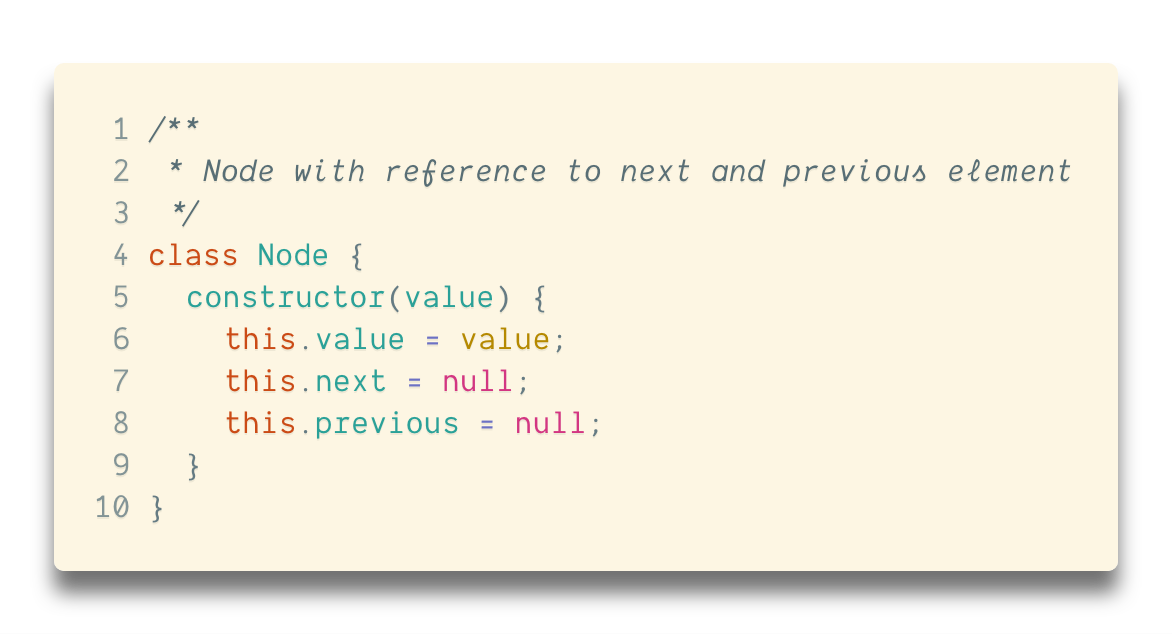 1 /**
2  * Node with reference to next and previous element
3  */
4 class Node {
5   constructor(value) {
6     this.value = value;
7     this.next = null;
8     this.previous = null;
9   }
10 }